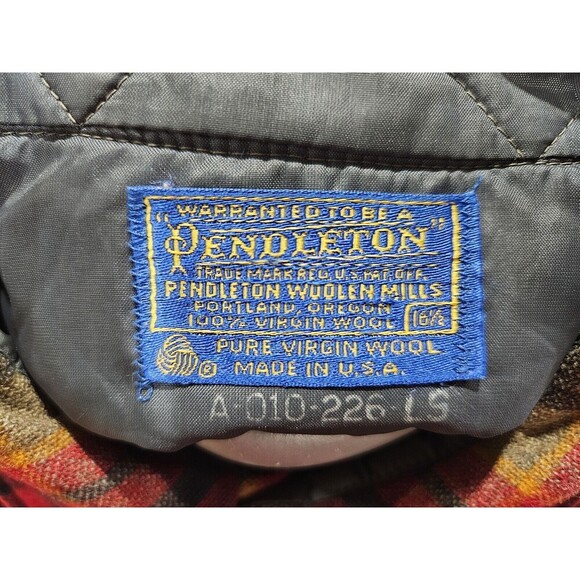 WARRANTED TO BE A
"PENDLETON"
TRADE MARK REG. U.S. PAT. OFF.
PENDLETON WOOLEN MILLS
PORTLAND, OREGON
100% VIRGIN WOOL 16½
PURE VIRGIN WOOL
® MADE IN U.S.A.
A-010-226 LS